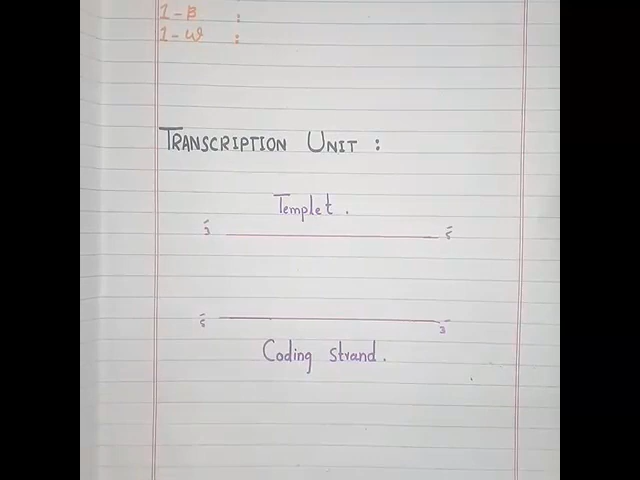 1 - β :
1 - ω :
TRANSCRIPTION UNIT :
Templet .
3̄ 5̄
5̄ 3̄
Coding strand .